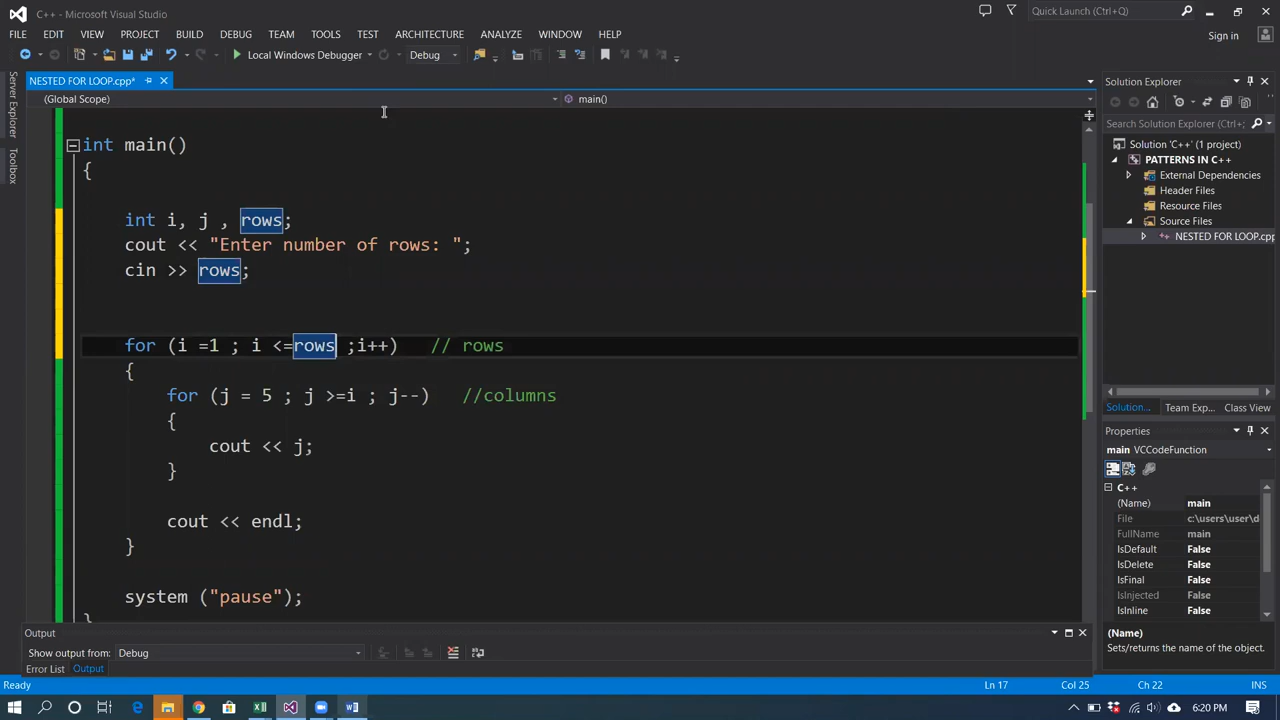 C++ - Microsoft Visual Studio
Quick Launch (Ctrl+Q)
FILE EDIT VIEW PROJECT BUILD DEBUG TEAM TOOLS TEST ARCHITECTURE ANALYZE WINDOW HELP
Sign in
Local Windows Debugger
Debug
Server Explorer
Toolbox
NESTED FOR LOOP.cpp*
(Global Scope)
main()
int main()
{
int i, j , rows;
cout << "Enter number of rows: ";
cin >> rows;
for (i =1 ; i <=rows ;i++) // rows
{
for (j = 5 ; j >=i ; j--) //columns
{
cout << j;
}
cout << endl;
}
system ("pause");
Solution Explorer
Search Solution Explorer (Ctrl+;
Solution 'C++' (1 project)
PATTERNS IN C++
External Dependencies
Header Files
Resource Files
Source Files
NESTED FOR LOOP.cpp
Solution... Team Exp... Class View
Properties
main VCCodeFunction
C++
(Name) main
File c:\users\user\d
FullName main
IsDefault False
IsDelete False
IsFinal False
IsInjected False
IsInline False
(Name)
Sets/returns the name of the object.
Output
Show output from: Debug
Error List Output
Ready
Ln 17 Col 25 Ch 22 INS
6:20 PM